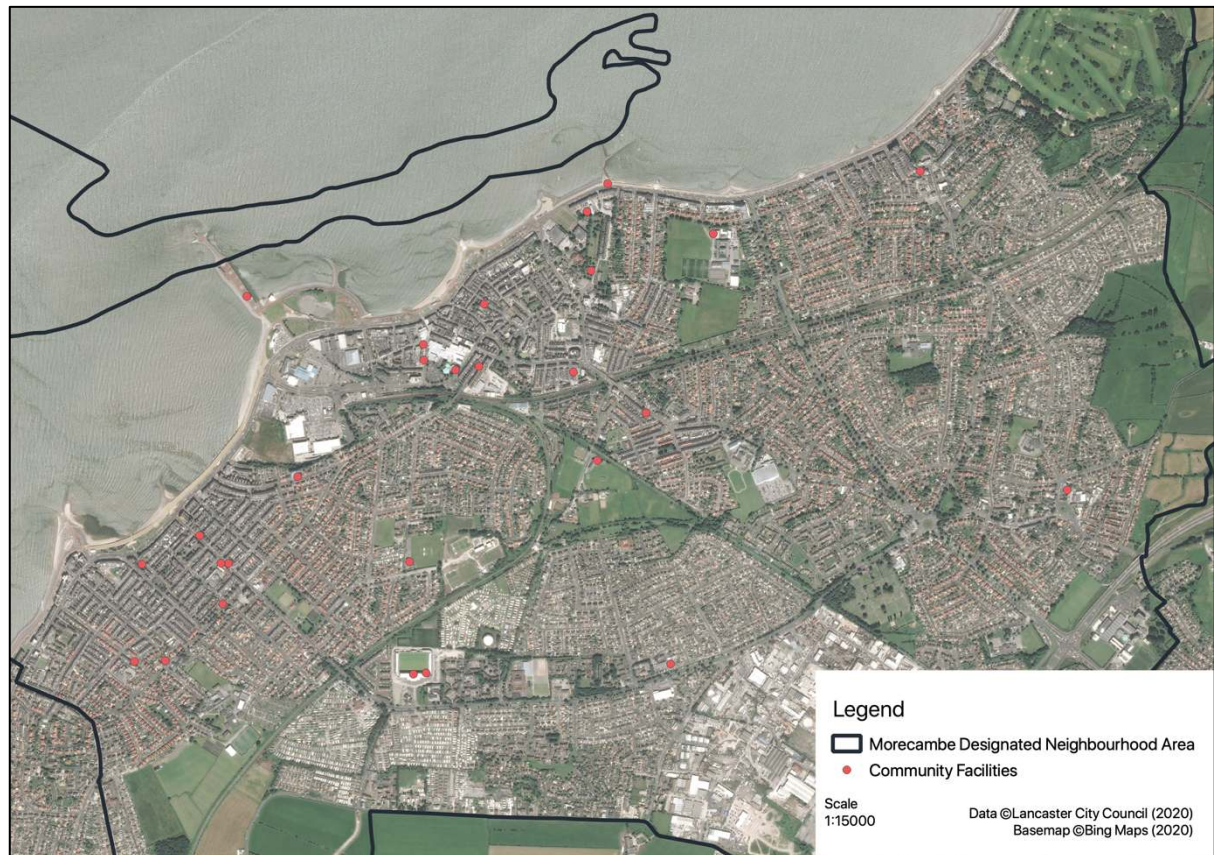 Legend
Morecambe Designated Neighbourhood Area
Community Facilities
Scale
1:15000
Data ©Lancaster City Council (2020)
Basemap ©Bing Maps (2020)